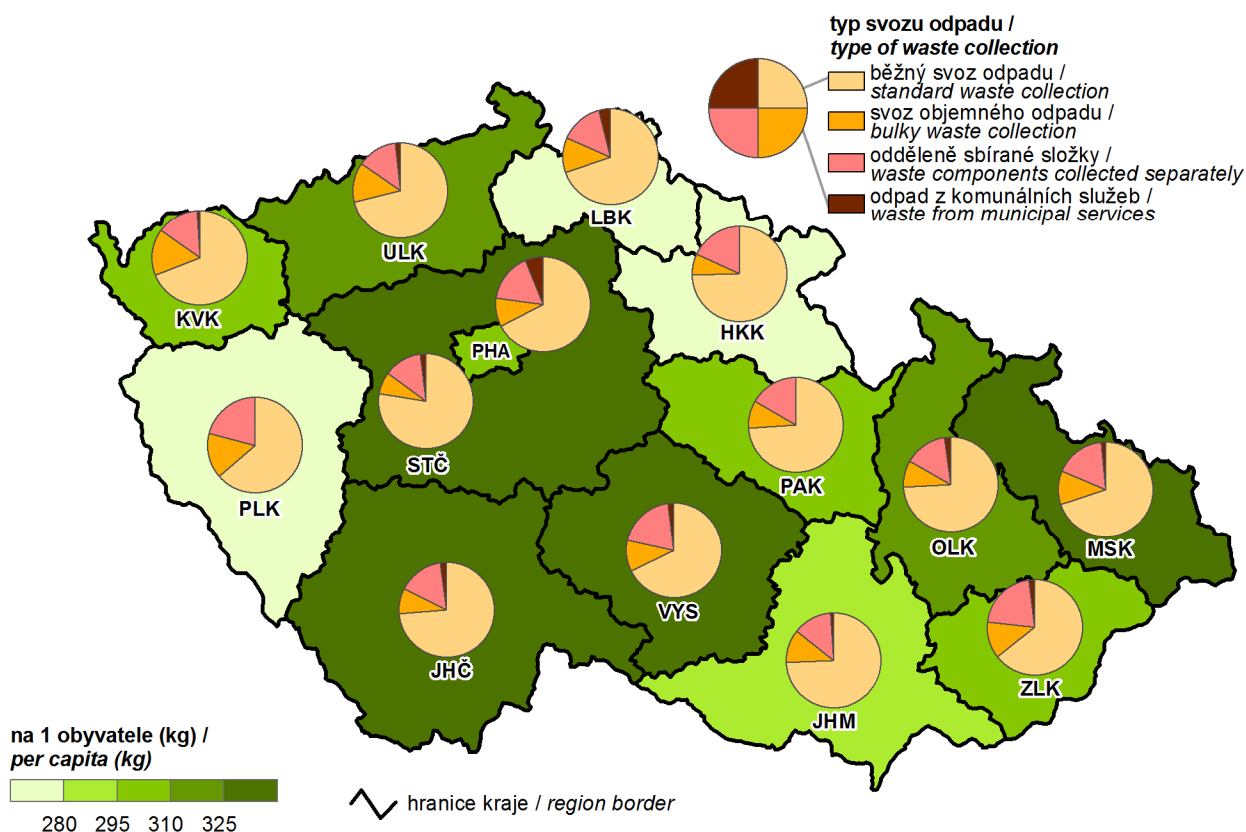 typ svozu odpadu /
type of waste collection
běžný svoz odpadu /
standard waste collection
svoz objemného odpadu /
bulky waste collection
odděleně sbírané složky /
waste components collected separately
odpad z komunálních služeb /
waste from municipal services
LBK
ULK
KVK
HKK
PHA
STČ
PLK
PAK
OLK
MSK
VYS
JHČ
ZLK
JHM
na 1 obyvatele (kg) /
per capita (kg)
280 295 310 325
hranice kraje / region border